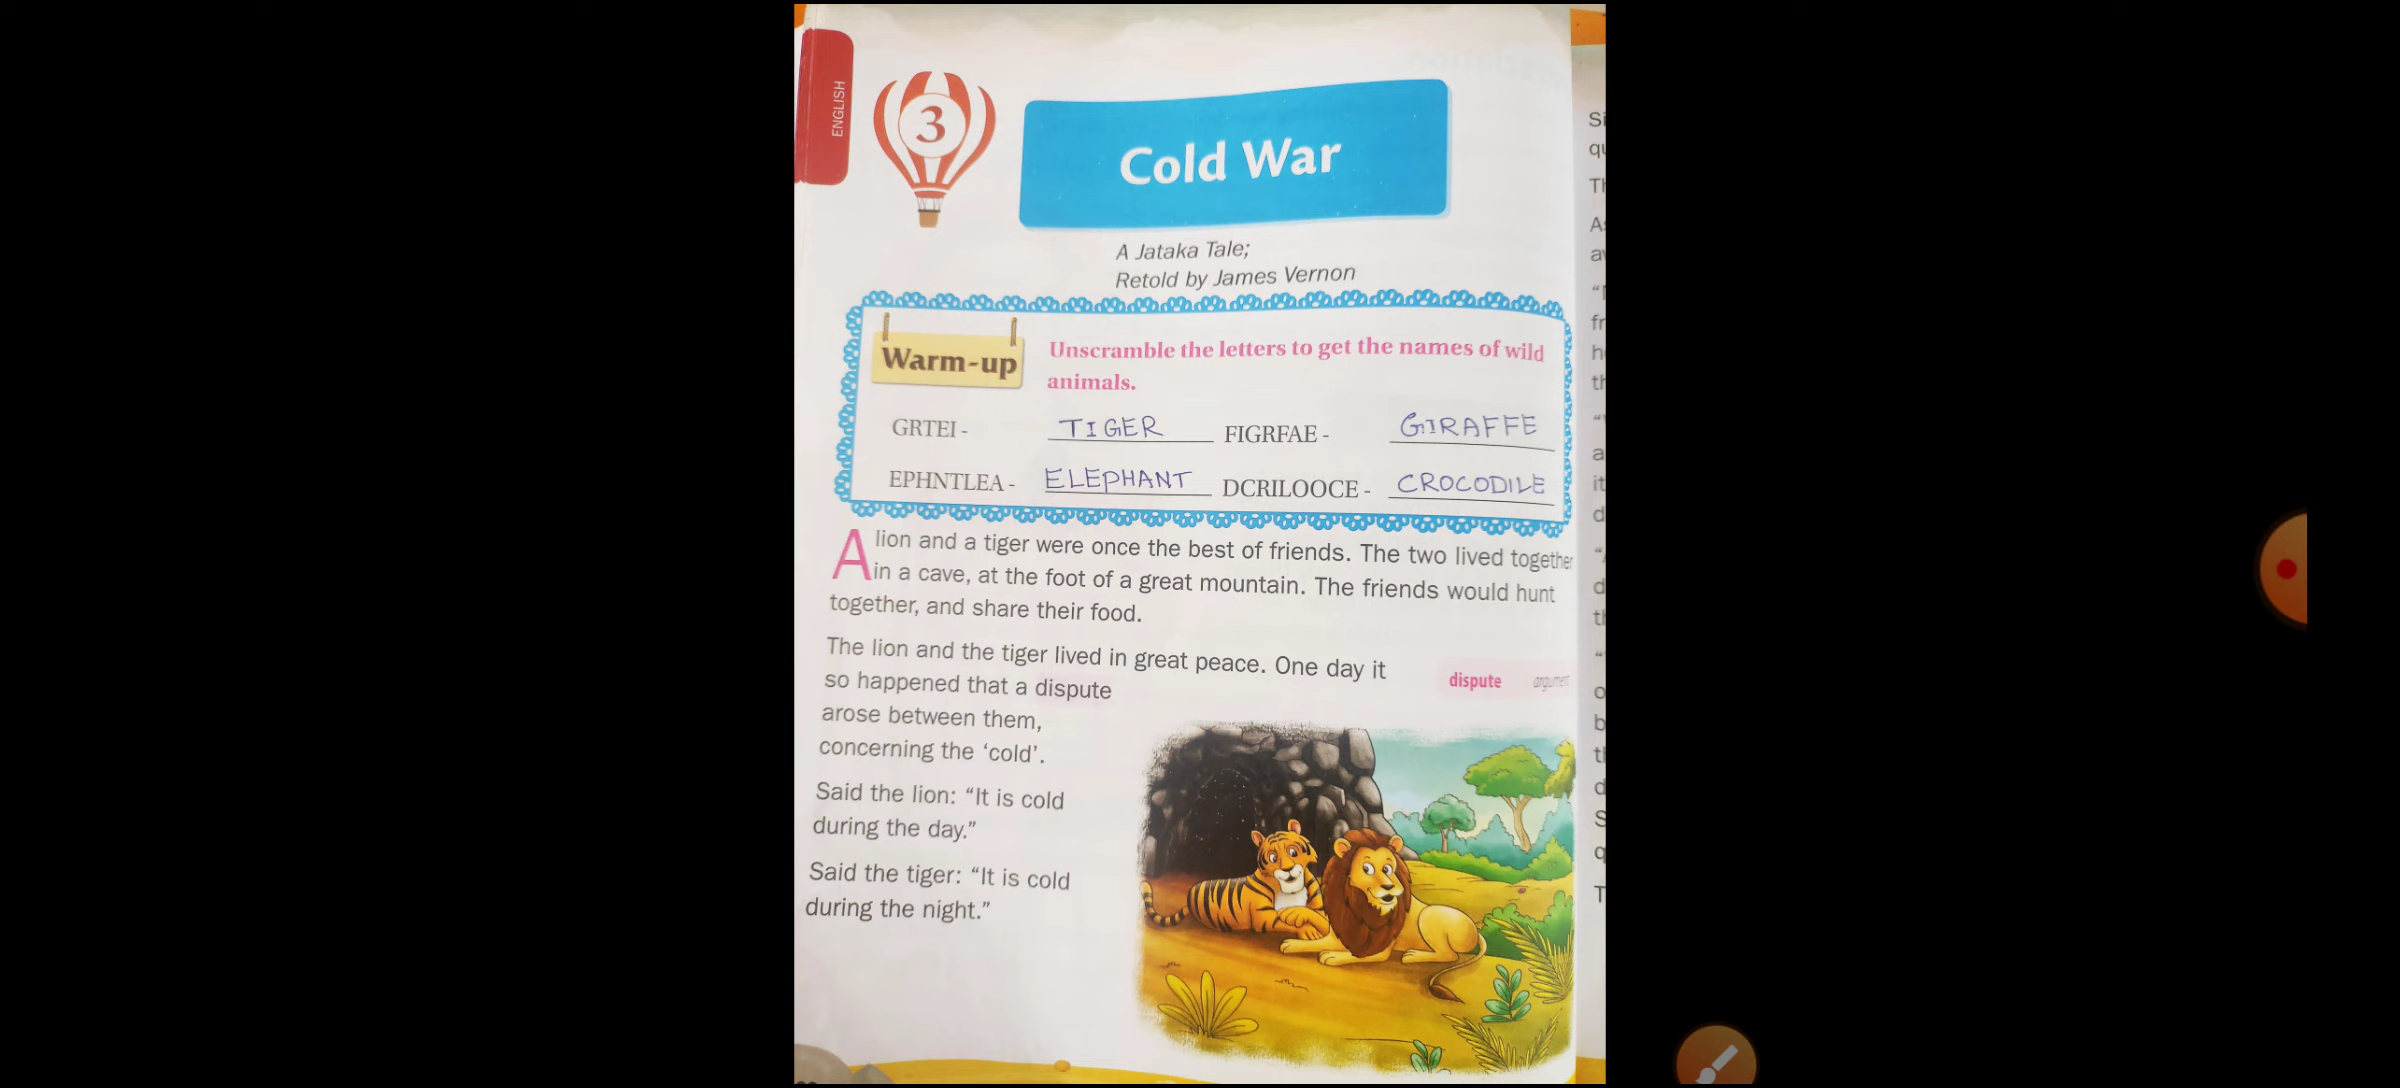 ENGLISH
3
Cold War
A Jataka Tale;
Retold by James Vernon
Warm-up
Unscramble the letters to get the names of wild
animals.
GRTEI - TIGER FIGRFAE - GIRAFFE
EPHNTLEA - ELEPHANT DCRILOOCE - CROCODILE
A lion and a tiger were once the best of friends. The two lived together
in a cave, at the foot of a great mountain. The friends would hunt
together, and share their food.
The lion and the tiger lived in great peace. One day it
so happened that a dispute
dispute argument
arose between them,
concerning the ‘cold’.
Said the lion: “It is cold
during the day.”
Said the tiger: “It is cold
during the night.”